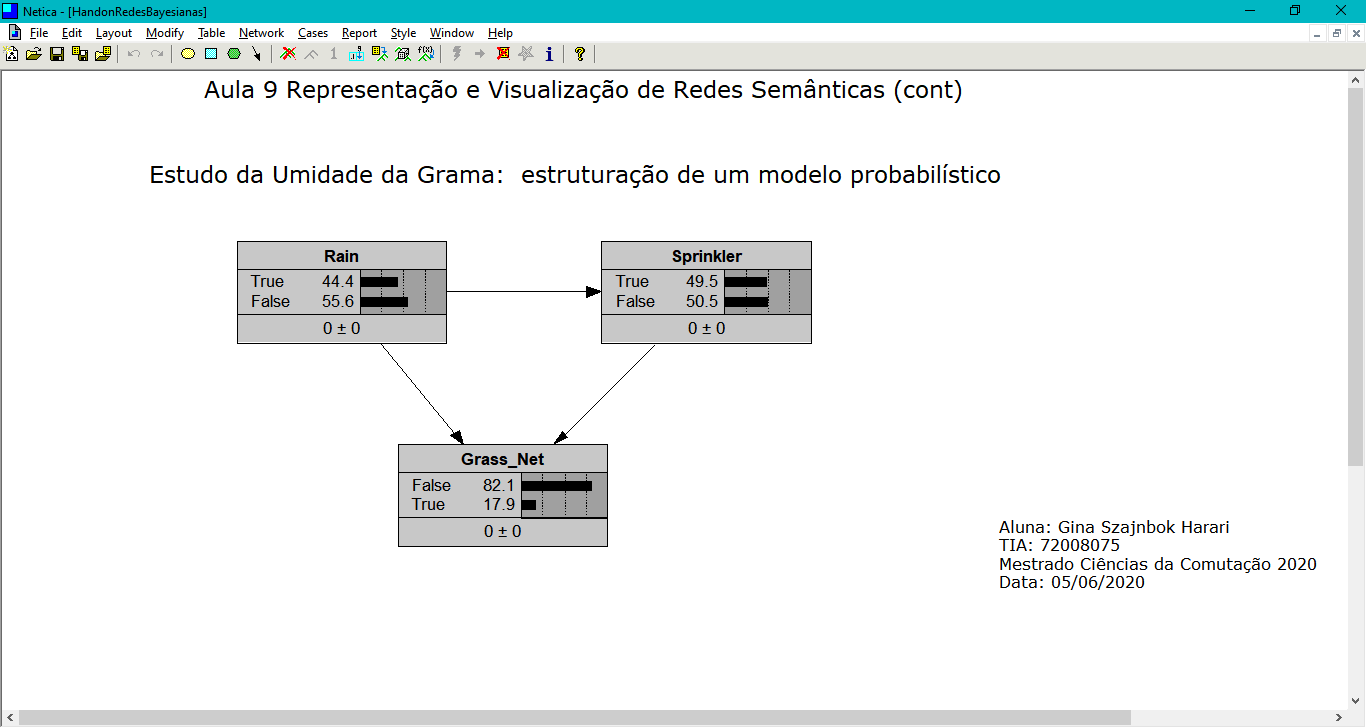 Netica - [HandonRedesBayesianas]
File Edit Layout Modify Table Network Cases Report Style Window Help
Aula 9 Representação e Visualização de Redes Semânticas (cont)
Estudo da Umidade da Grama:  estruturação de um modelo probabilístico
Rain
True 44.4
False 55.6
0 ± 0
Sprinkler
True 49.5
False 50.5
0 ± 0
Grass_Net
False 82.1
True 17.9
0 ± 0
Aluna: Gina Szajnbok Harari
TIA: 72008075
Mestrado Ciências da Comutação 2020
Data: 05/06/2020